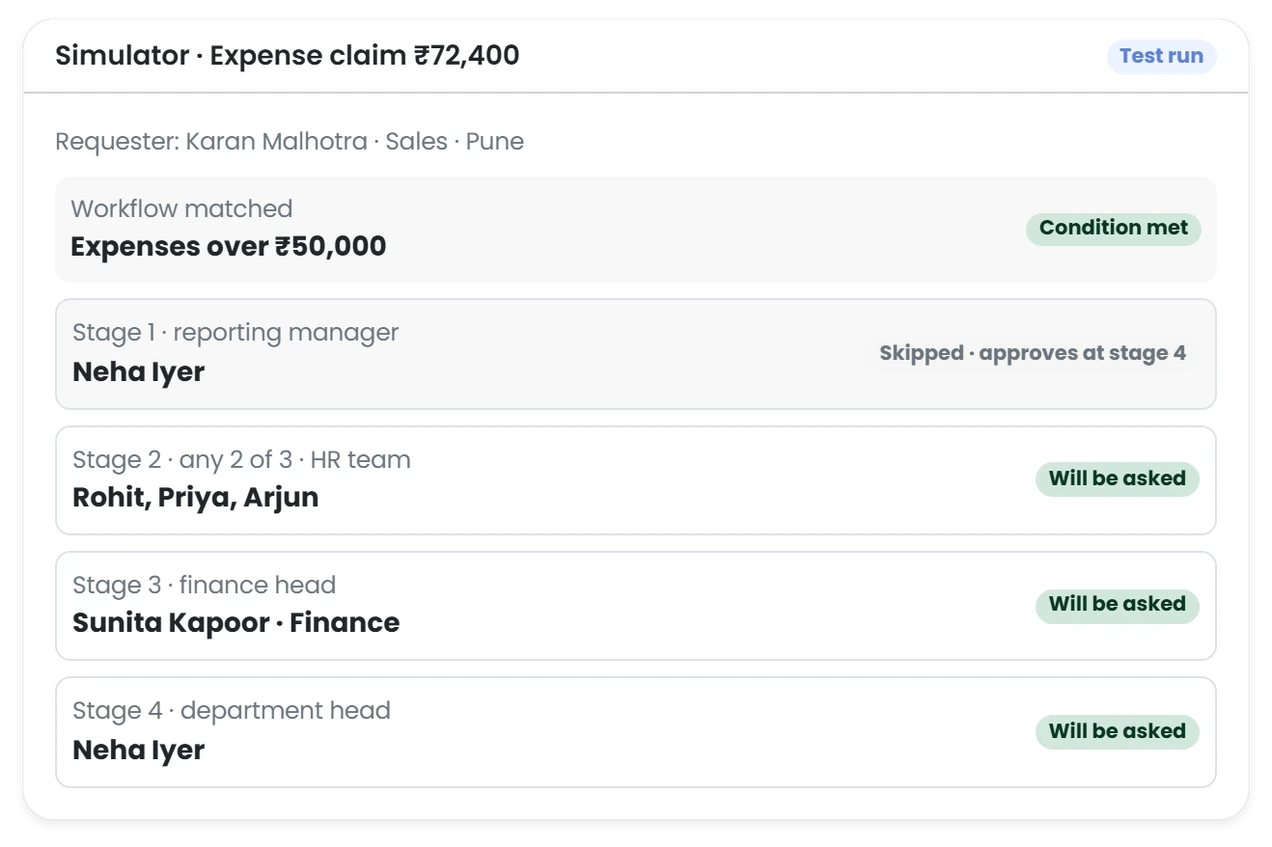 Simulator · Expense claim ₹72,400
Test run
Requester: Karan Malhotra · Sales · Pune
Workflow matched
Expenses over ₹50,000
Condition met
Stage 1 · reporting manager
Neha Iyer
Skipped · approves at stage 4
Stage 2 · any 2 of 3 · HR team
Rohit, Priya, Arjun
Will be asked
Stage 3 · finance head
Sunita Kapoor · Finance
Will be asked
Stage 4 · department head
Neha Iyer
Will be asked